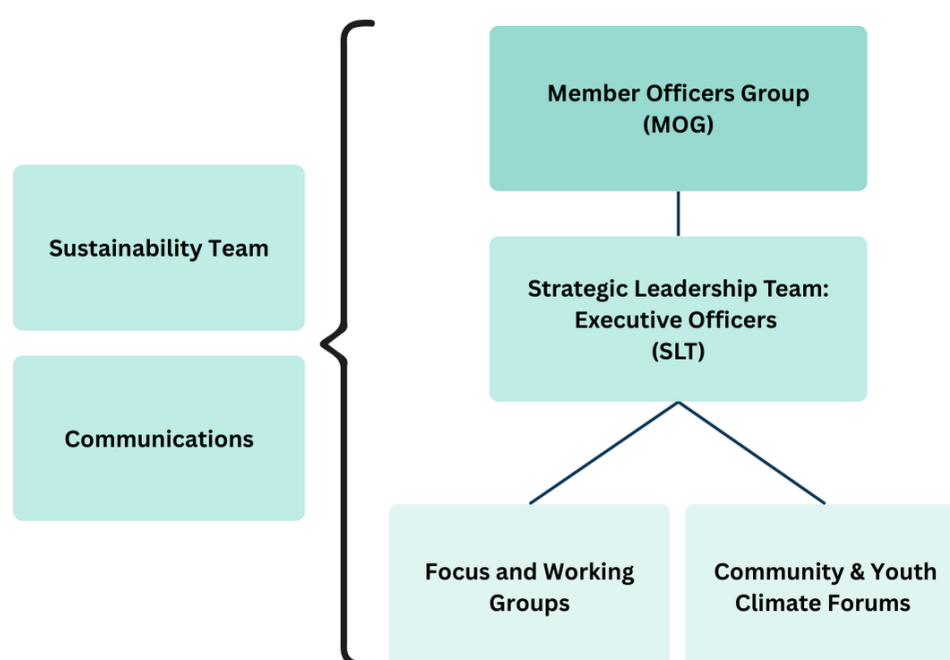 Member Officers Group
(MOG)
Sustainability Team
Strategic Leadership Team:
Executive Officers
(SLT)
Communications
Focus and Working
Groups
Community & Youth
Climate Forums